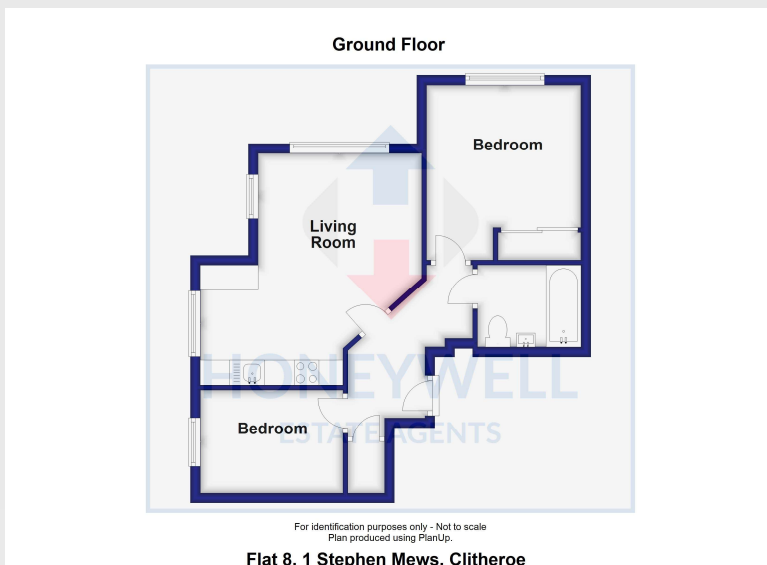 Ground Floor
Bedroom
Living
Room
HONEYWELL
ESTATE AGENTS
Bedroom
For identification purposes only - Not to scale
Plan produced using PlanUp.
Flat 8, 1 Stephen Mews, Clitheroe